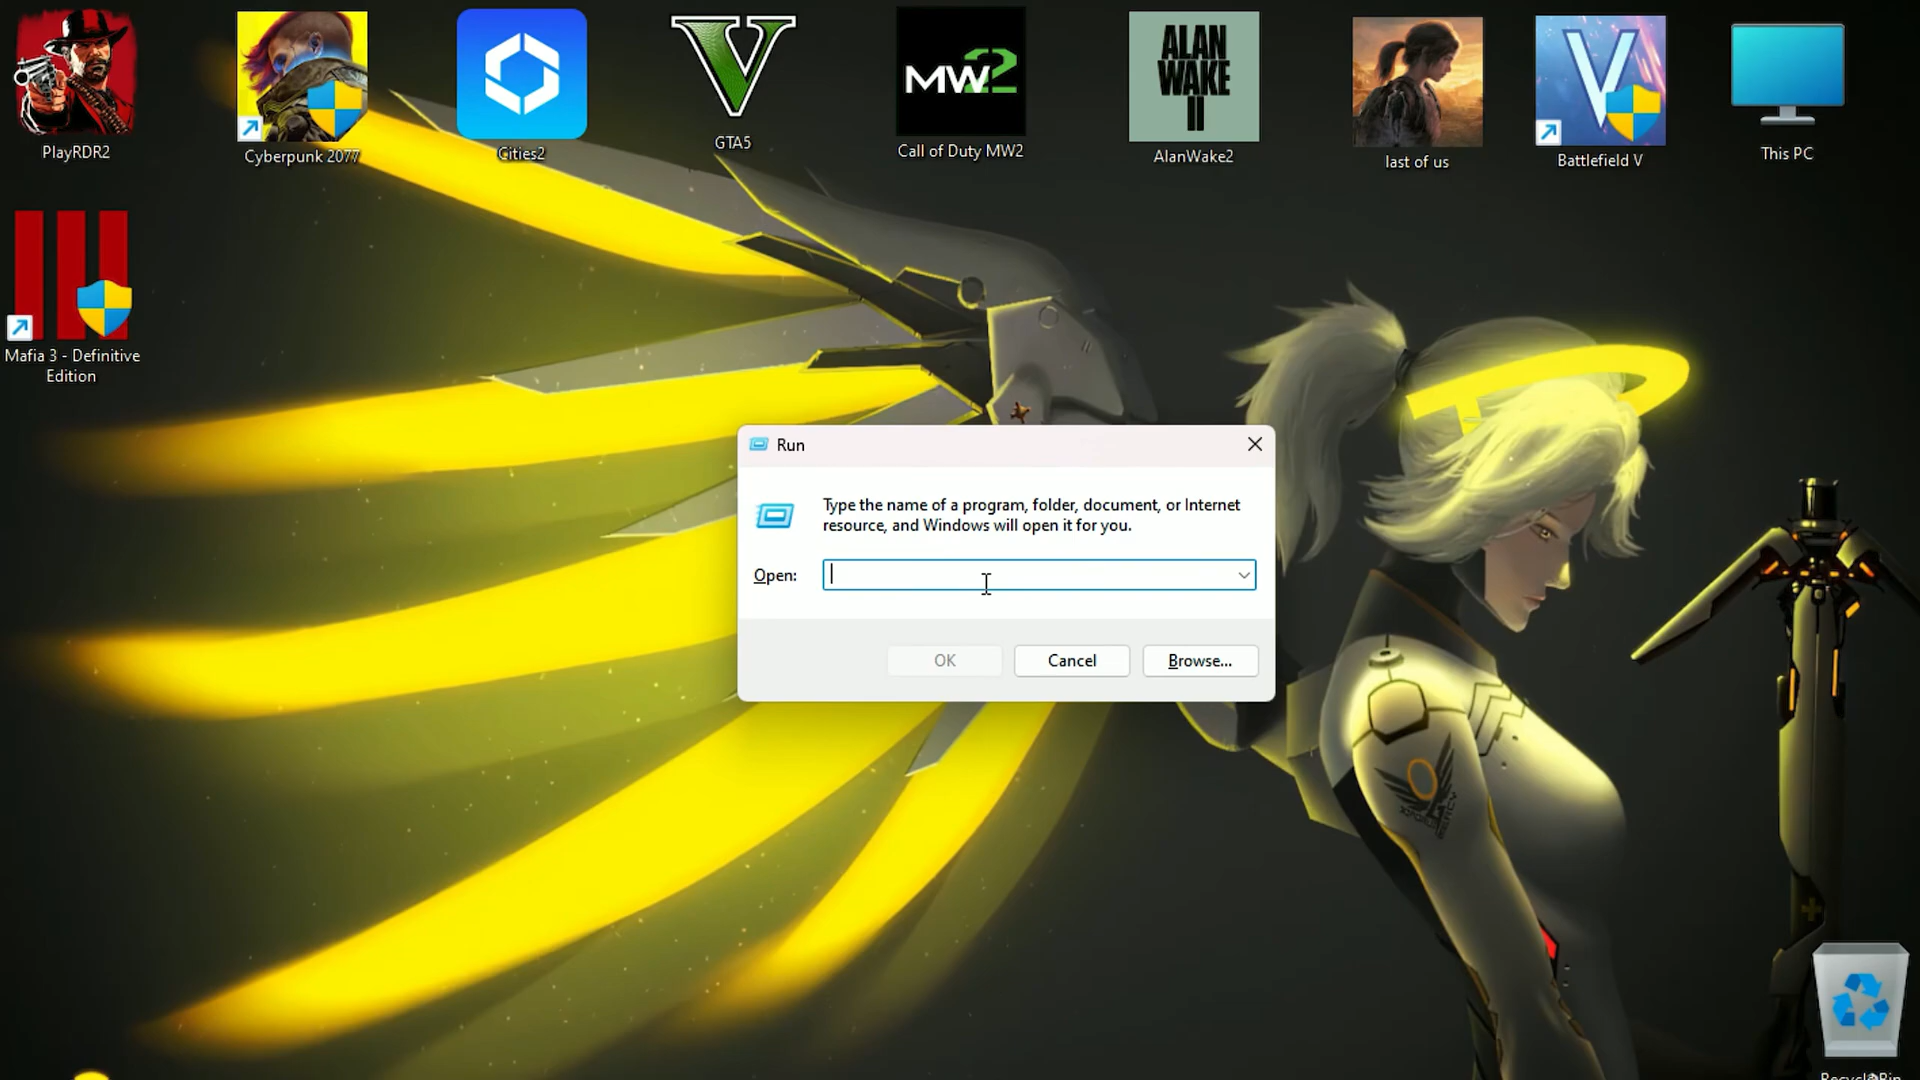 MW2
ALAN
WAKE
II
PlayRDR2
Cyberpunk 2077
Cities2
GTA5
Call of Duty MW2
AlanWake2
last of us
Battlefield V
This PC
Mafia 3 - Definitive
Edition
Run
Type the name of a program, folder, document, or Internet
resource, and Windows will open it for you.
Open:
OK
Cancel
Browse...